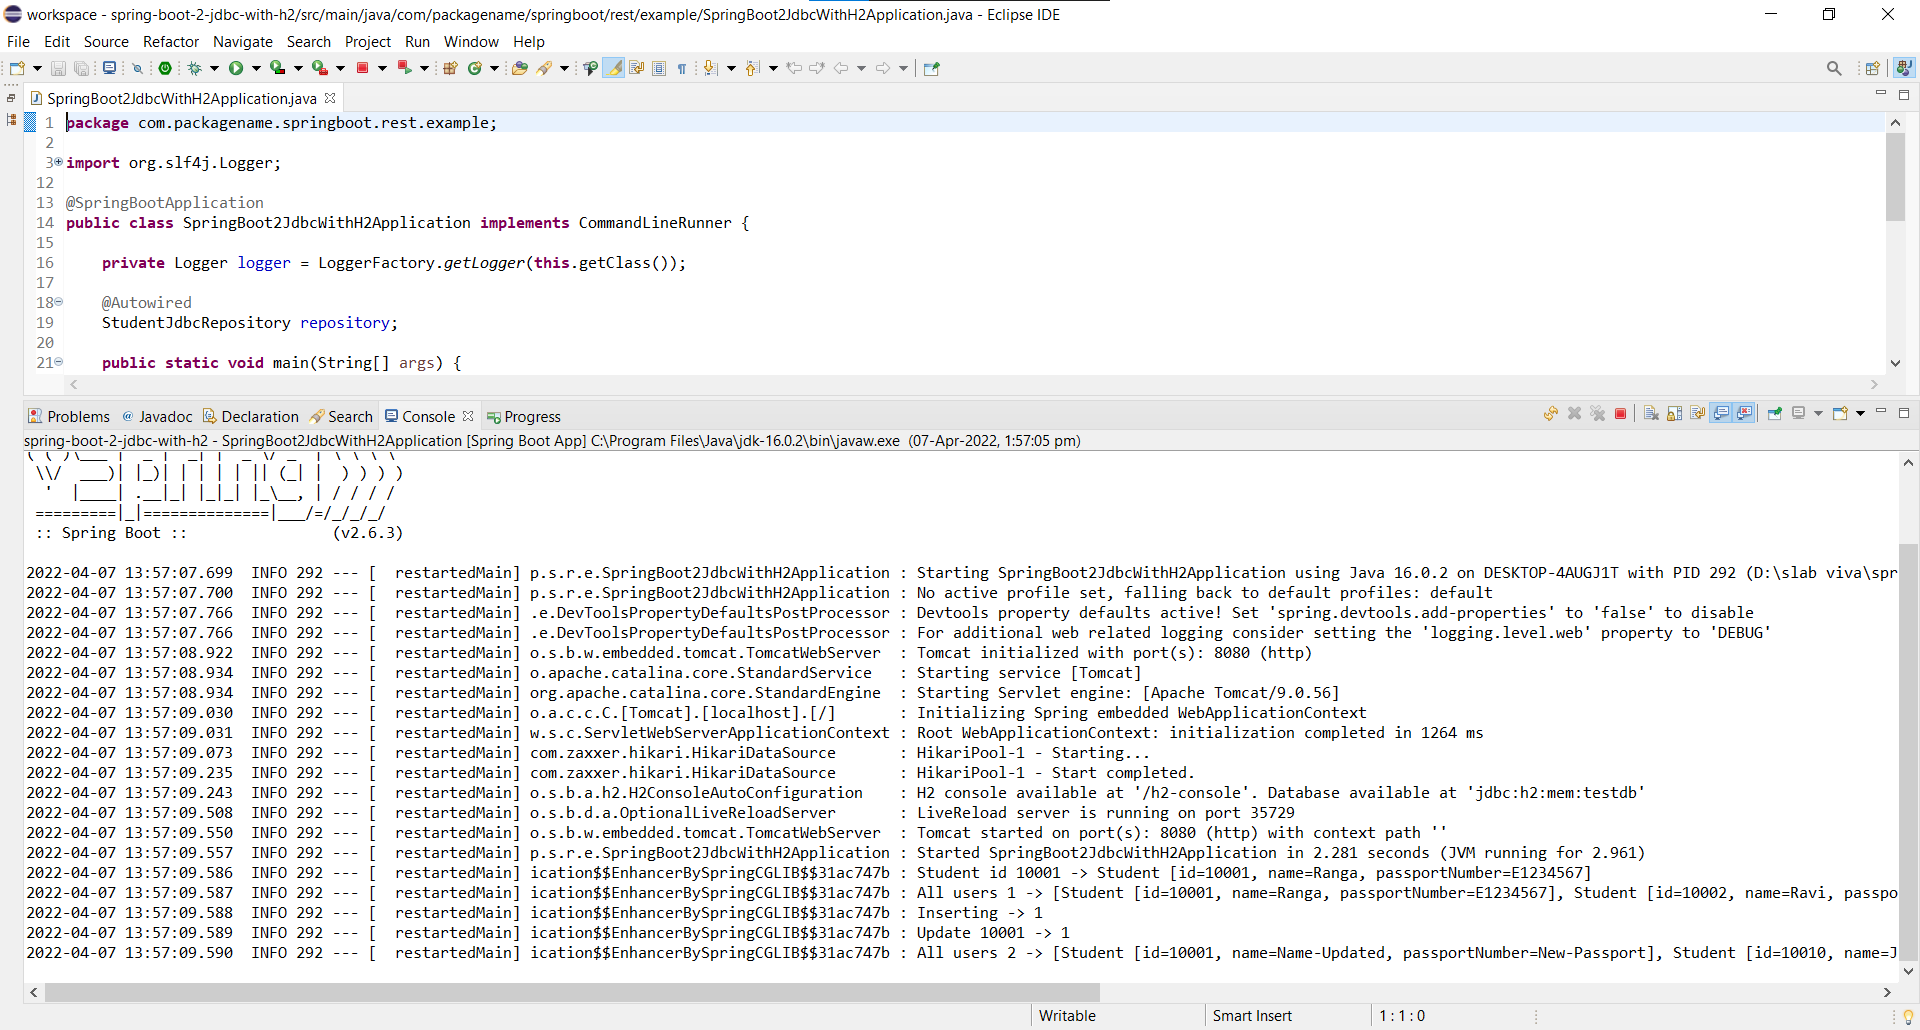 workspace - spring-boot-2-jdbc-with-h2/src/main/java/com/packagename/springboot/rest/example/SpringBoot2JdbcWithH2Application.java - Eclipse IDE
File Edit Source Refactor Navigate Search Project Run Window Help
SpringBoot2JdbcWithH2Application.java
1 package com.packagename.springboot.rest.example;
2
3 import org.slf4j.Logger;
12
13 @SpringBootApplication
14 public class SpringBoot2JdbcWithH2Application implements CommandLineRunner {
15
16     private Logger logger = LoggerFactory.getLogger(this.getClass());
17
18     @Autowired
19     StudentJdbcRepository repository;
20
21     public static void main(String[] args) {
Problems Javadoc Declaration Search Console Progress
spring-boot-2-jdbc-with-h2 - SpringBoot2JdbcWithH2Application [Spring Boot App] C:\Program Files\Java\jdk-16.0.2\bin\javaw.exe (07-Apr-2022, 1:57:05 pm)
 \\/  ___)| |_)| | | | | || (_| |  ) ) ) )
  '  |____| .__|_| |_|_| |_\__, | / / / /
 =========|_|==============|___/=/_/_/_/
 :: Spring Boot ::                (v2.6.3)
2022-04-07 13:57:07.699  INFO 292 --- [  restartedMain] p.s.r.e.SpringBoot2JdbcWithH2Application : Starting SpringBoot2JdbcWithH2Application using Java 16.0.2 on DESKTOP-4AUGJ1T with PID 292 (D:\slab viva\spr
2022-04-07 13:57:07.700  INFO 292 --- [  restartedMain] p.s.r.e.SpringBoot2JdbcWithH2Application : No active profile set, falling back to default profiles: default
2022-04-07 13:57:07.766  INFO 292 --- [  restartedMain] .e.DevToolsPropertyDefaultsPostProcessor : Devtools property defaults active! Set 'spring.devtools.add-properties' to 'false' to disable
2022-04-07 13:57:07.766  INFO 292 --- [  restartedMain] .e.DevToolsPropertyDefaultsPostProcessor : For additional web related logging consider setting the 'logging.level.web' property to 'DEBUG'
2022-04-07 13:57:08.922  INFO 292 --- [  restartedMain] o.s.b.w.embedded.tomcat.TomcatWebServer  : Tomcat initialized with port(s): 8080 (http)
2022-04-07 13:57:08.934  INFO 292 --- [  restartedMain] o.apache.catalina.core.StandardService   : Starting service [Tomcat]
2022-04-07 13:57:08.934  INFO 292 --- [  restartedMain] org.apache.catalina.core.StandardEngine  : Starting Servlet engine: [Apache Tomcat/9.0.56]
2022-04-07 13:57:09.030  INFO 292 --- [  restartedMain] o.a.c.c.C.[Tomcat].[localhost].[/]       : Initializing Spring embedded WebApplicationContext
2022-04-07 13:57:09.031  INFO 292 --- [  restartedMain] w.s.c.ServletWebServerApplicationContext : Root WebApplicationContext: initialization completed in 1264 ms
2022-04-07 13:57:09.073  INFO 292 --- [  restartedMain] com.zaxxer.hikari.HikariDataSource       : HikariPool-1 - Starting...
2022-04-07 13:57:09.235  INFO 292 --- [  restartedMain] com.zaxxer.hikari.HikariDataSource       : HikariPool-1 - Start completed.
2022-04-07 13:57:09.243  INFO 292 --- [  restartedMain] o.s.b.a.h2.H2ConsoleAutoConfiguration    : H2 console available at '/h2-console'. Database available at 'jdbc:h2:mem:testdb'
2022-04-07 13:57:09.508  INFO 292 --- [  restartedMain] o.s.b.d.a.OptionalLiveReloadServer       : LiveReload server is running on port 35729
2022-04-07 13:57:09.550  INFO 292 --- [  restartedMain] o.s.b.w.embedded.tomcat.TomcatWebServer  : Tomcat started on port(s): 8080 (http) with context path ''
2022-04-07 13:57:09.557  INFO 292 --- [  restartedMain] p.s.r.e.SpringBoot2JdbcWithH2Application : Started SpringBoot2JdbcWithH2Application in 2.281 seconds (JVM running for 2.961)
2022-04-07 13:57:09.586  INFO 292 --- [  restartedMain] ication$$EnhancerBySpringCGLIB$$31ac747b : Student id 10001 -> Student [id=10001, name=Ranga, passportNumber=E1234567]
2022-04-07 13:57:09.587  INFO 292 --- [  restartedMain] ication$$EnhancerBySpringCGLIB$$31ac747b : All users 1 -> [Student [id=10001, name=Ranga, passportNumber=E1234567], Student [id=10002, name=Ravi, passpo
2022-04-07 13:57:09.588  INFO 292 --- [  restartedMain] ication$$EnhancerBySpringCGLIB$$31ac747b : Inserting -> 1
2022-04-07 13:57:09.589  INFO 292 --- [  restartedMain] ication$$EnhancerBySpringCGLIB$$31ac747b : Update 10001 -> 1
2022-04-07 13:57:09.590  INFO 292 --- [  restartedMain] ication$$EnhancerBySpringCGLIB$$31ac747b : All users 2 -> [Student [id=10001, name=Name-Updated, passportNumber=New-Passport], Student [id=10010, name=J
Writable Smart Insert 1 : 1 : 0